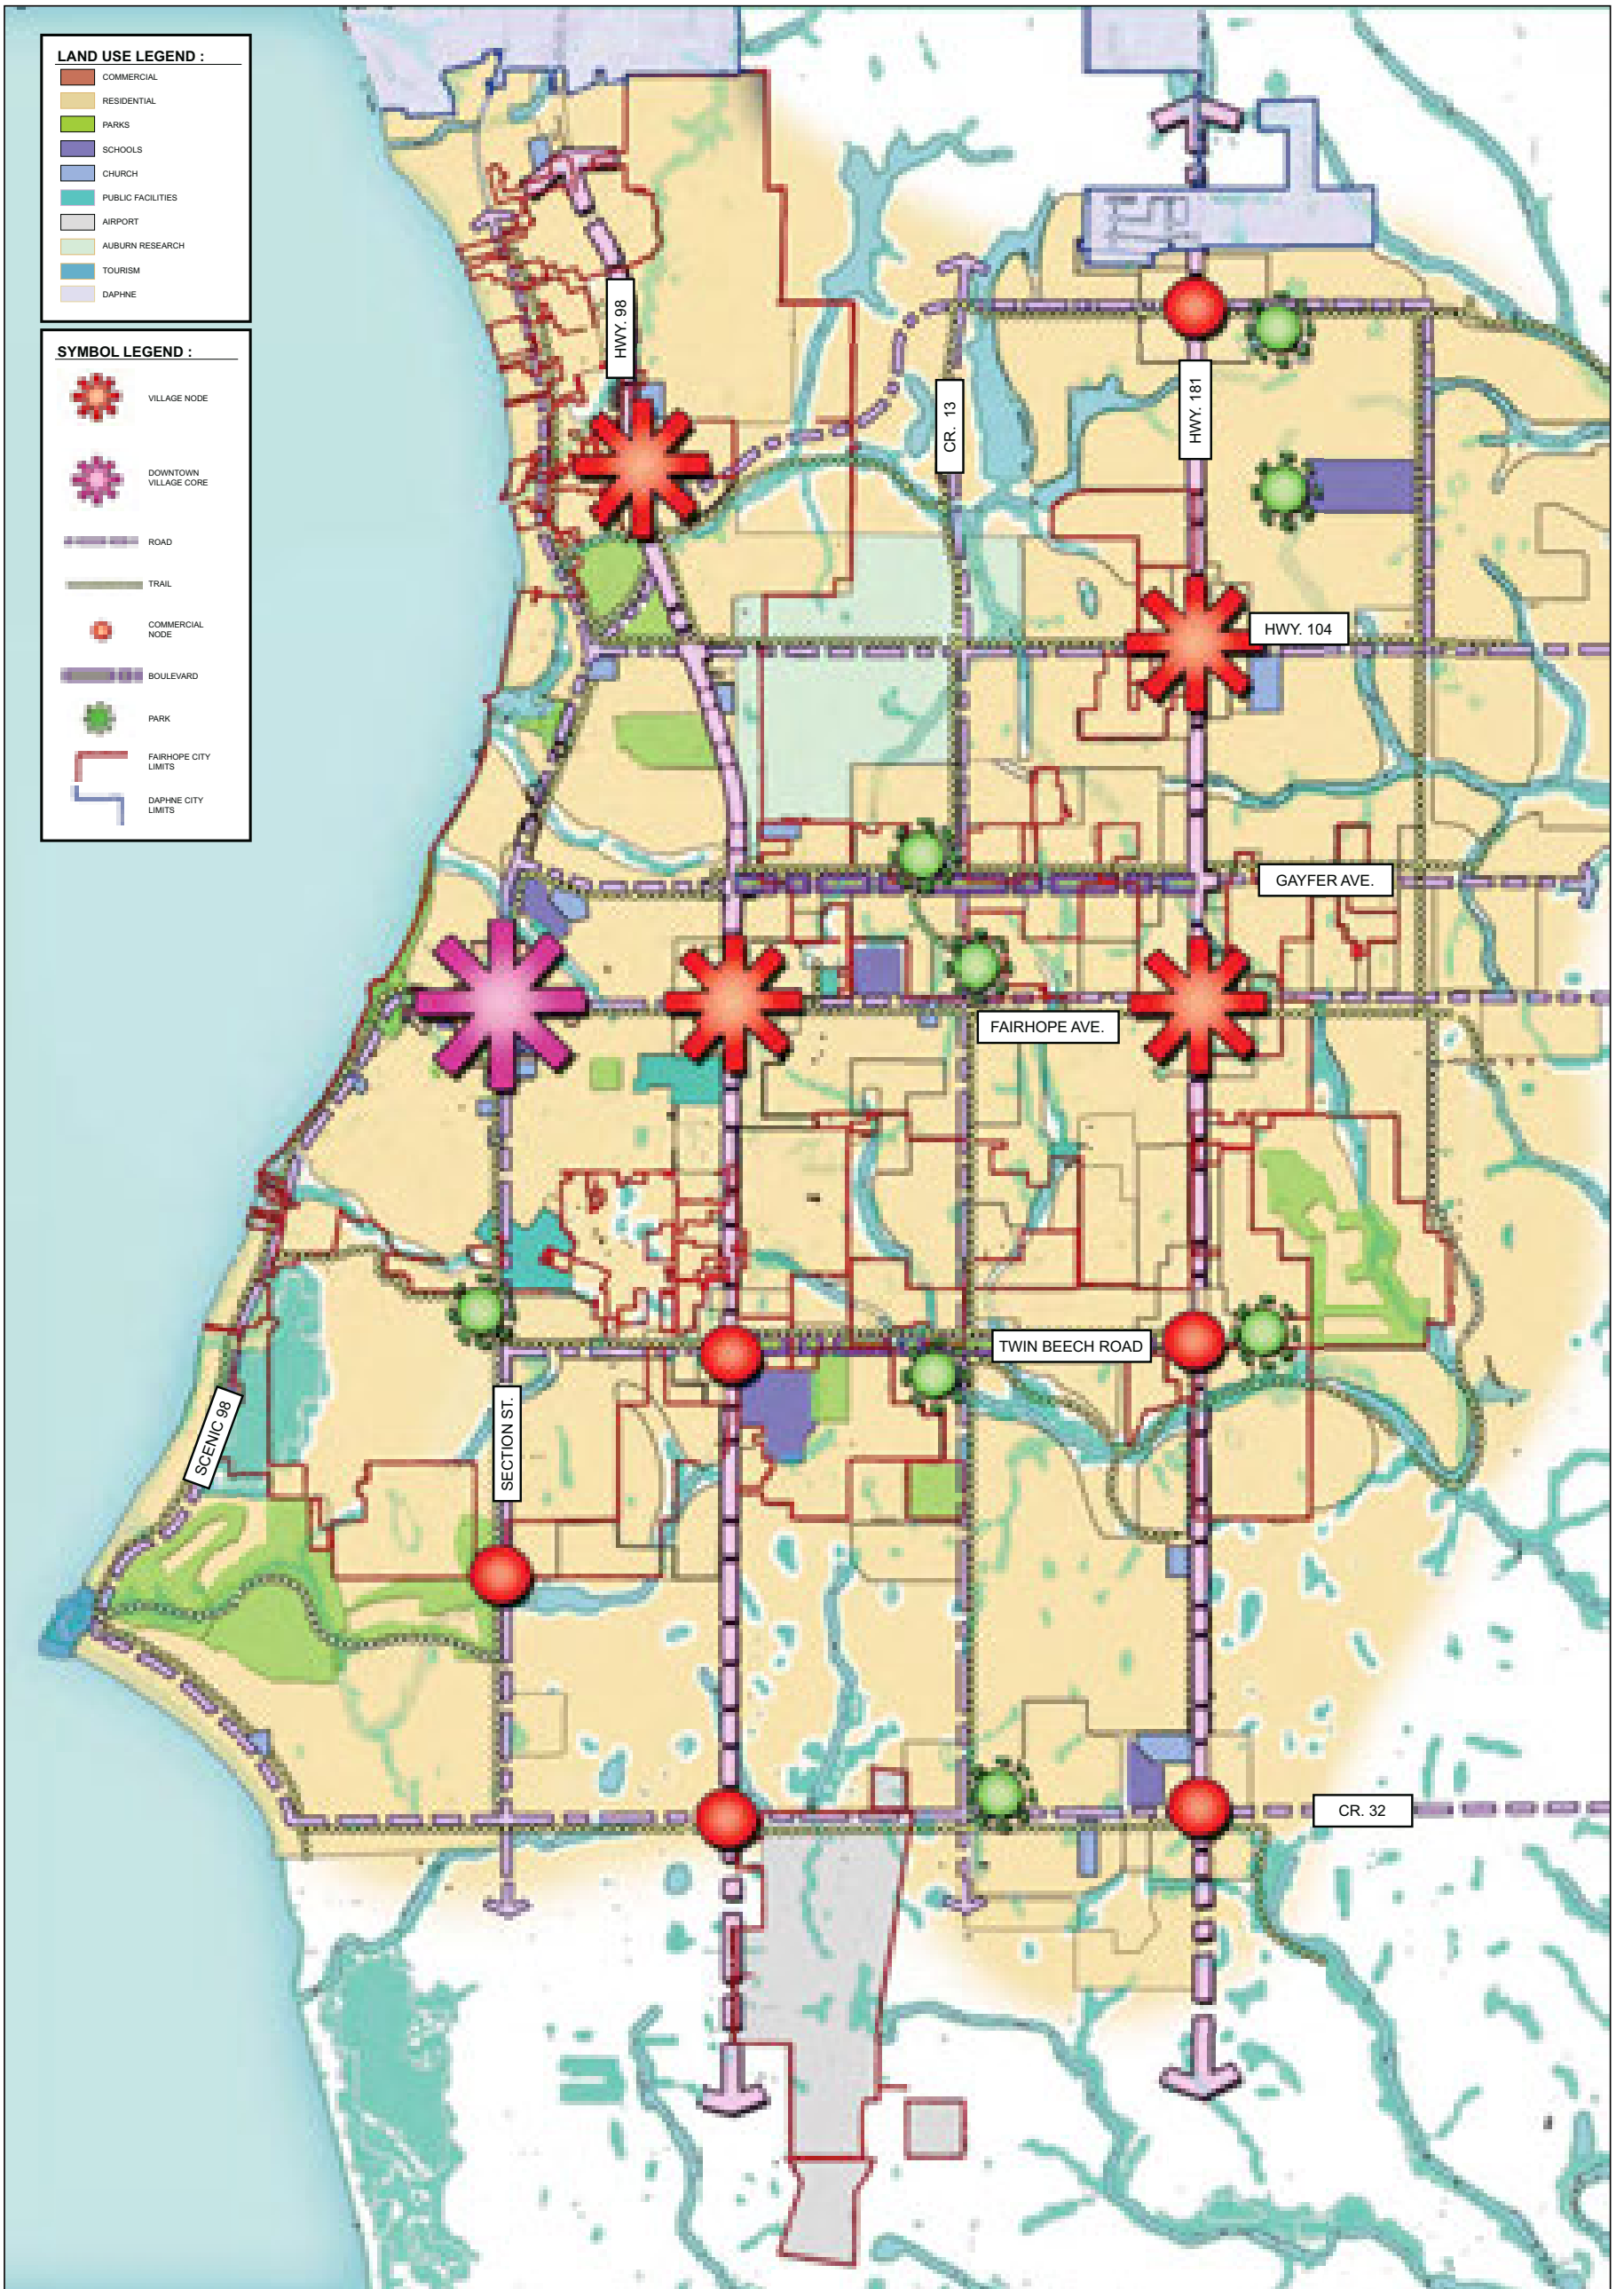 LAND USE LEGEND :
COMMERCIAL
RESIDENTIAL
PARKS
SCHOOLS
CHURCH
PUBLIC FACILITIES
AIRPORT
AUBURN RESEARCH
TOURISM
DAPHNE
SYMBOL LEGEND :
VILLAGE NODE
DOWNTOWN
VILLAGE CORE
ROAD
TRAIL
COMMERCIAL
NODE
BOULEVARD
PARK
FAIRHOPE CITY
LIMITS
DAPHNE CITY
LIMITS
HWY. 98
CR. 13
HWY. 181
HWY. 104
GAYFER AVE.
FAIRHOPE AVE.
TWIN BEECH ROAD
SCENIC 98
SECTION ST.
CR. 32